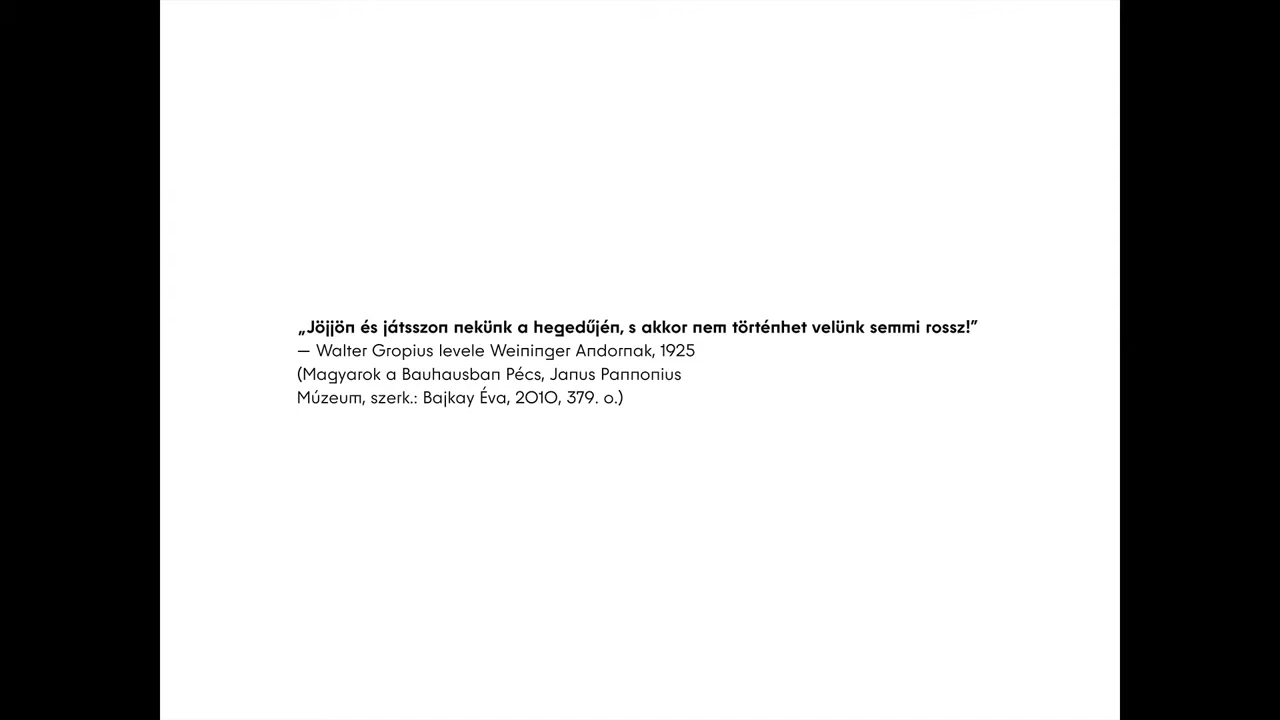 „Jöjjön és játsszon nekünk a hegedűjén, s akkor nem történhet velünk semmi rossz!”
— Walter Gropius levele Weininger Andornak, 1925
(Magyarok a Bauhausban Pécs, Janus Pannonius
Múzeum, szerk.: Bajkay Éva, 2010, 379. o.)